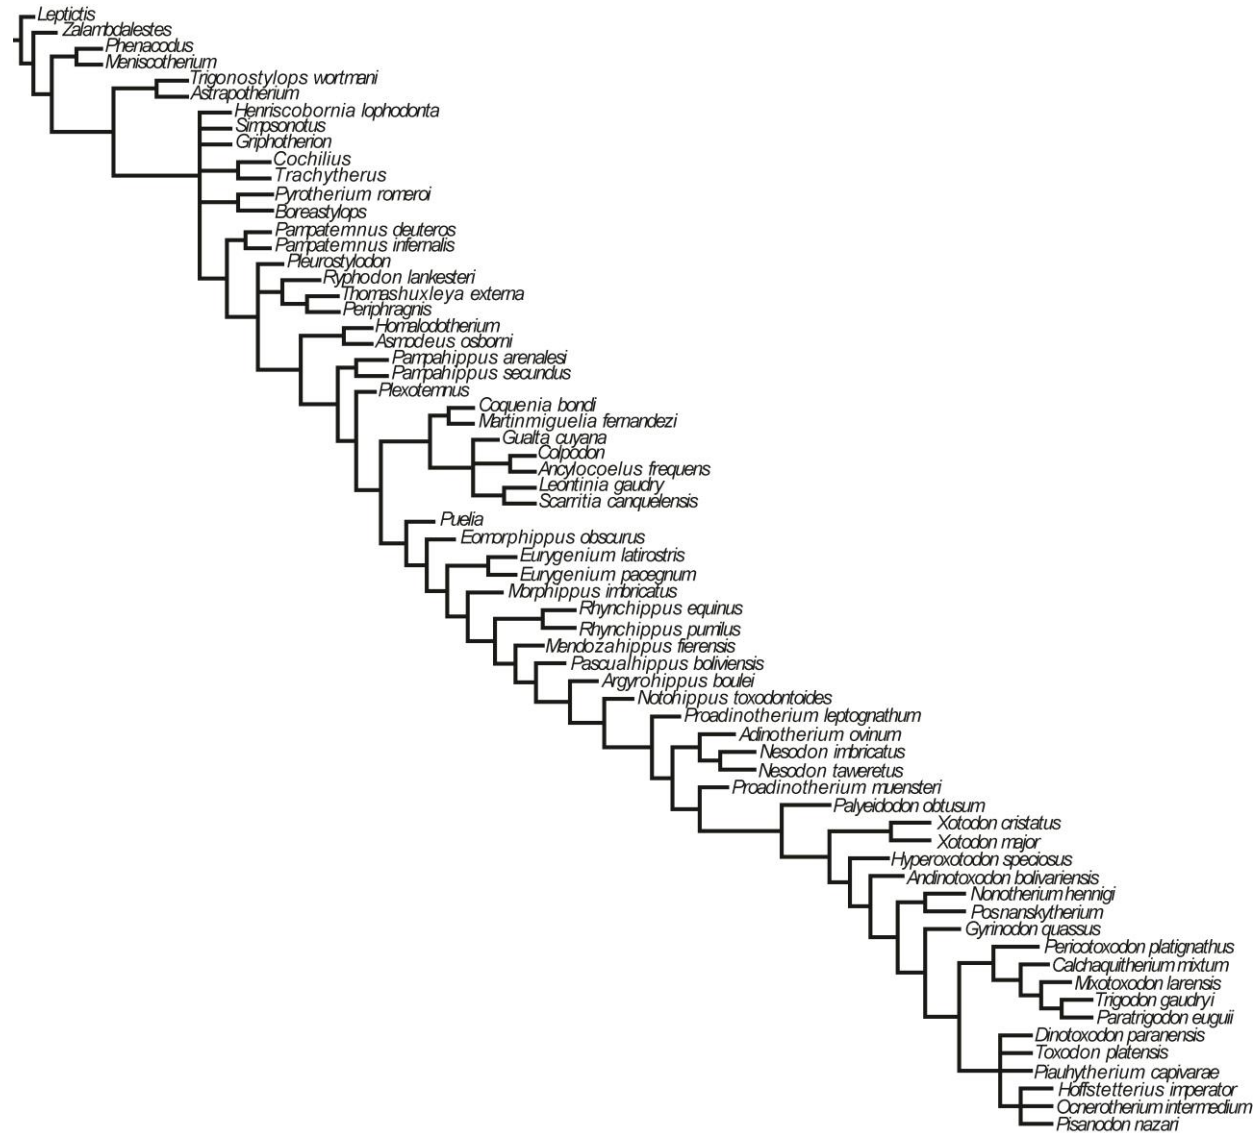 Leptictis
Zalambdalestes
Phenacodus
Meniscotherium
Trigonostylops wortmani
Astrapotherium
Henriscobornia lophodonta
Simpsonotus
Griphotherion
Cochilius
Trachytherus
Pyrotherium romeroi
Boreastylops
Pampatemnus deuteros
Pampatemnus infernalis
Pleurostylodon
Ryphodon lankesteri
Thomashuxleya externa
Periphragnis
Homalodotherium
Asmodeus osborni
Pampahippus arenalesi
Pampahippus secundus
Plexotemnus
Coquenia bondi
Martinmiguelia fernandezi
Gualta cuyana
Colpodon
Ancylocoelus frequens
Leontinia gaudry
Scarritia canquelensis
Puelia
Eomorphippus obscurus
Eurygenium latirostris
Eurygenium pacegnum
Morphippus imbricatus
Rhynchippus equinus
Rhynchippus pumilus
Mendozahippus fierensis
Pascualhippus boliviensis
Argyrohippus boulei
Notohippus toxodontoides
Proadinotherium leptognathum
Adinotherium ovinum
Nesodon imbricatus
Nesodon taweretus
Proadinotherium muensteri
Palyeidodon obtusum
Xotodon cristatus
Xotodon major
Hyperoxotodon speciosus
Andinotoxodon bolivariensis
Nonotherium hennigi
Posnanskytherium
Gyrinodon quassus
Pericotoxodon platignathus
Calchaquitherium mixtum
Mixotoxodon larensis
Trigodon gaudryi
Paratrigodon euguii
Dinotoxodon paranensis
Toxodon platensis
Piauhytherium capivarae
Hoffstetterius imperator
Ocnerotherium intermedium
Pisanodon nazari